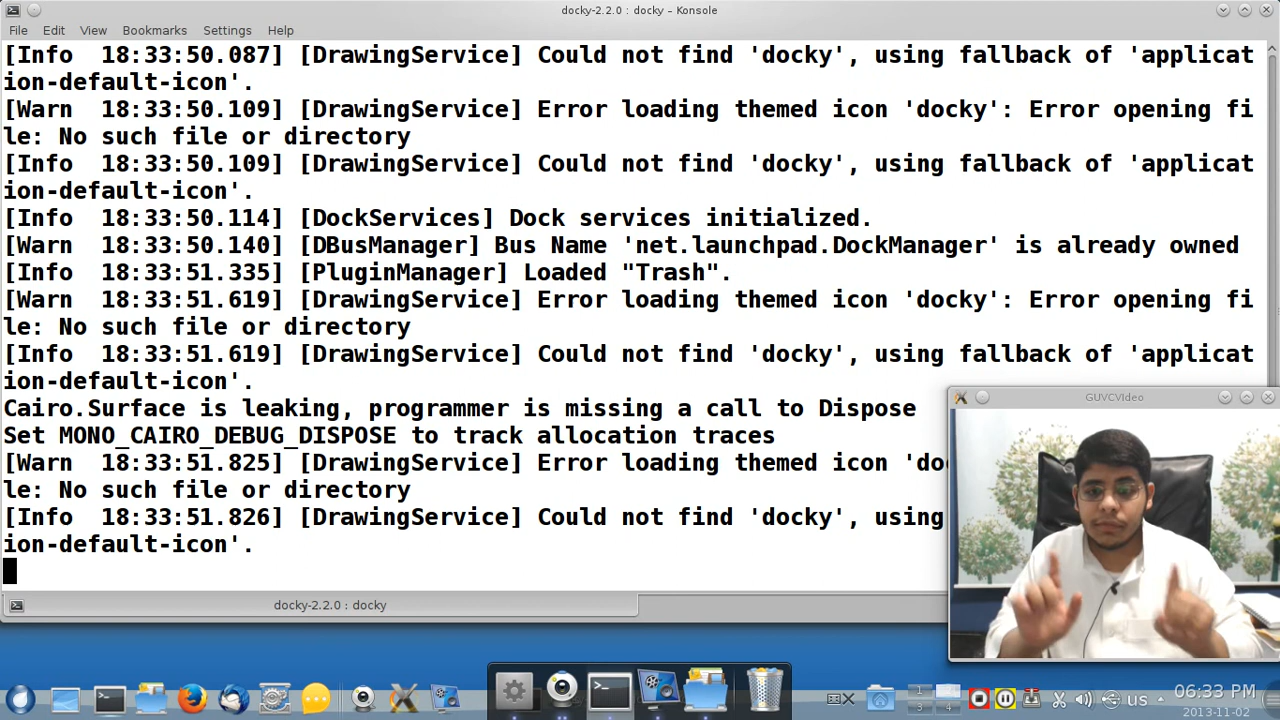 docky-2.2.0 : docky – Konsole
File Edit View Bookmarks Settings Help
[Info  18:33:50.087] [DrawingService] Could not find 'docky', using fallback of 'applicat
ion-default-icon'.
[Warn  18:33:50.109] [DrawingService] Error loading themed icon 'docky': Error opening fi
le: No such file or directory
[Info  18:33:50.109] [DrawingService] Could not find 'docky', using fallback of 'applicat
ion-default-icon'.
[Info  18:33:50.114] [DockServices] Dock services initialized.
[Warn  18:33:50.140] [DBusManager] Bus Name 'net.launchpad.DockManager' is already owned
[Info  18:33:51.335] [PluginManager] Loaded "Trash".
[Warn  18:33:51.619] [DrawingService] Error loading themed icon 'docky': Error opening fi
le: No such file or directory
[Info  18:33:51.619] [DrawingService] Could not find 'docky', using fallback of 'applicat
ion-default-icon'.
Cairo.Surface is leaking, programmer is missing a call to Dispose
Set MONO_CAIRO_DEBUG_DISPOSE to track allocation traces
[Warn  18:33:51.825] [DrawingService] Error loading themed icon 'do
le: No such file or directory
[Info  18:33:51.826] [DrawingService] Could not find 'docky', using
ion-default-icon'.
GUVCVideo
docky-2.2.0 : docky
1
3 4
us
06:33 PM
2013-11-02